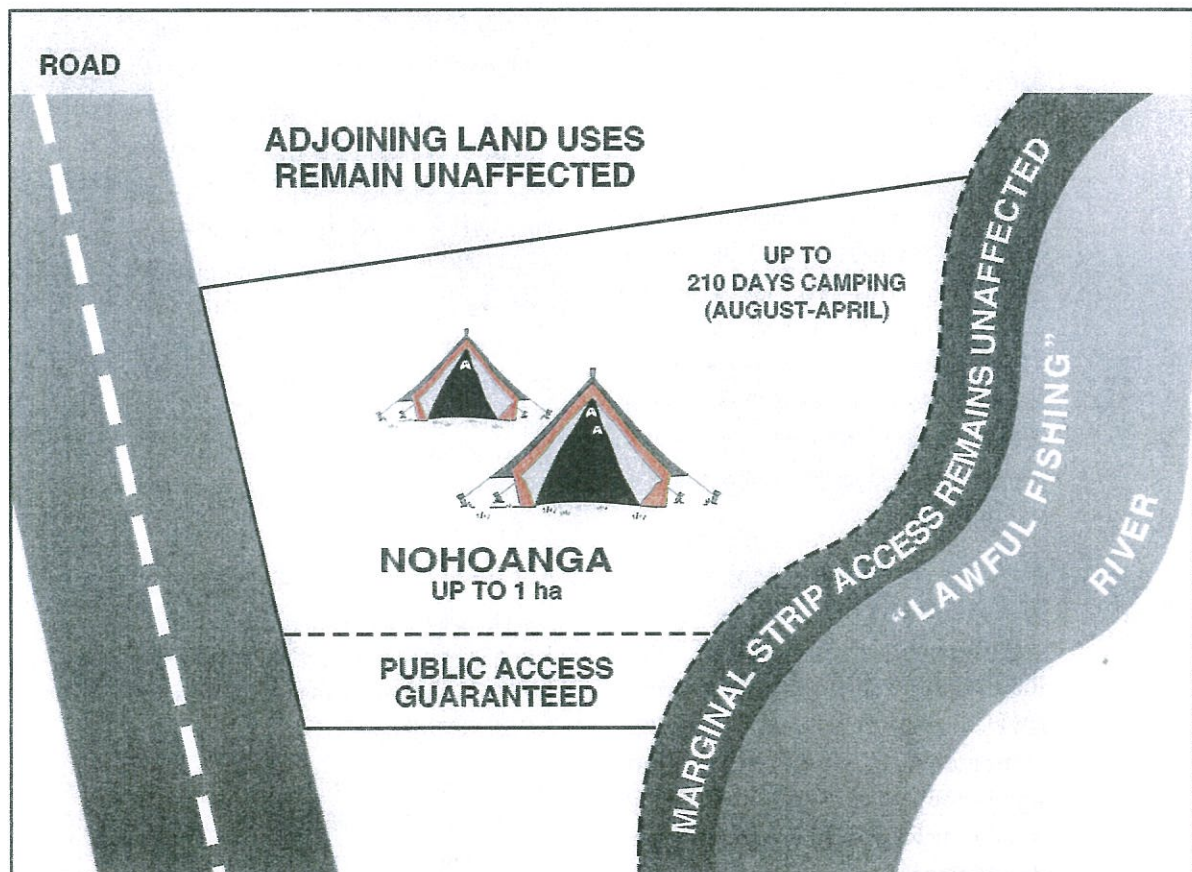 ROAD
ADJOINING LAND USES
REMAIN UNAFFECTED
UP TO
210 DAYS CAMPING
(AUGUST-APRIL)
NOHOANGA
UP TO 1 ha
PUBLIC ACCESS
GUARANTEED
MARGINAL STRIP ACCESS REMAINS UNAFFECTED
"LAWFUL FISHING"
RIVER